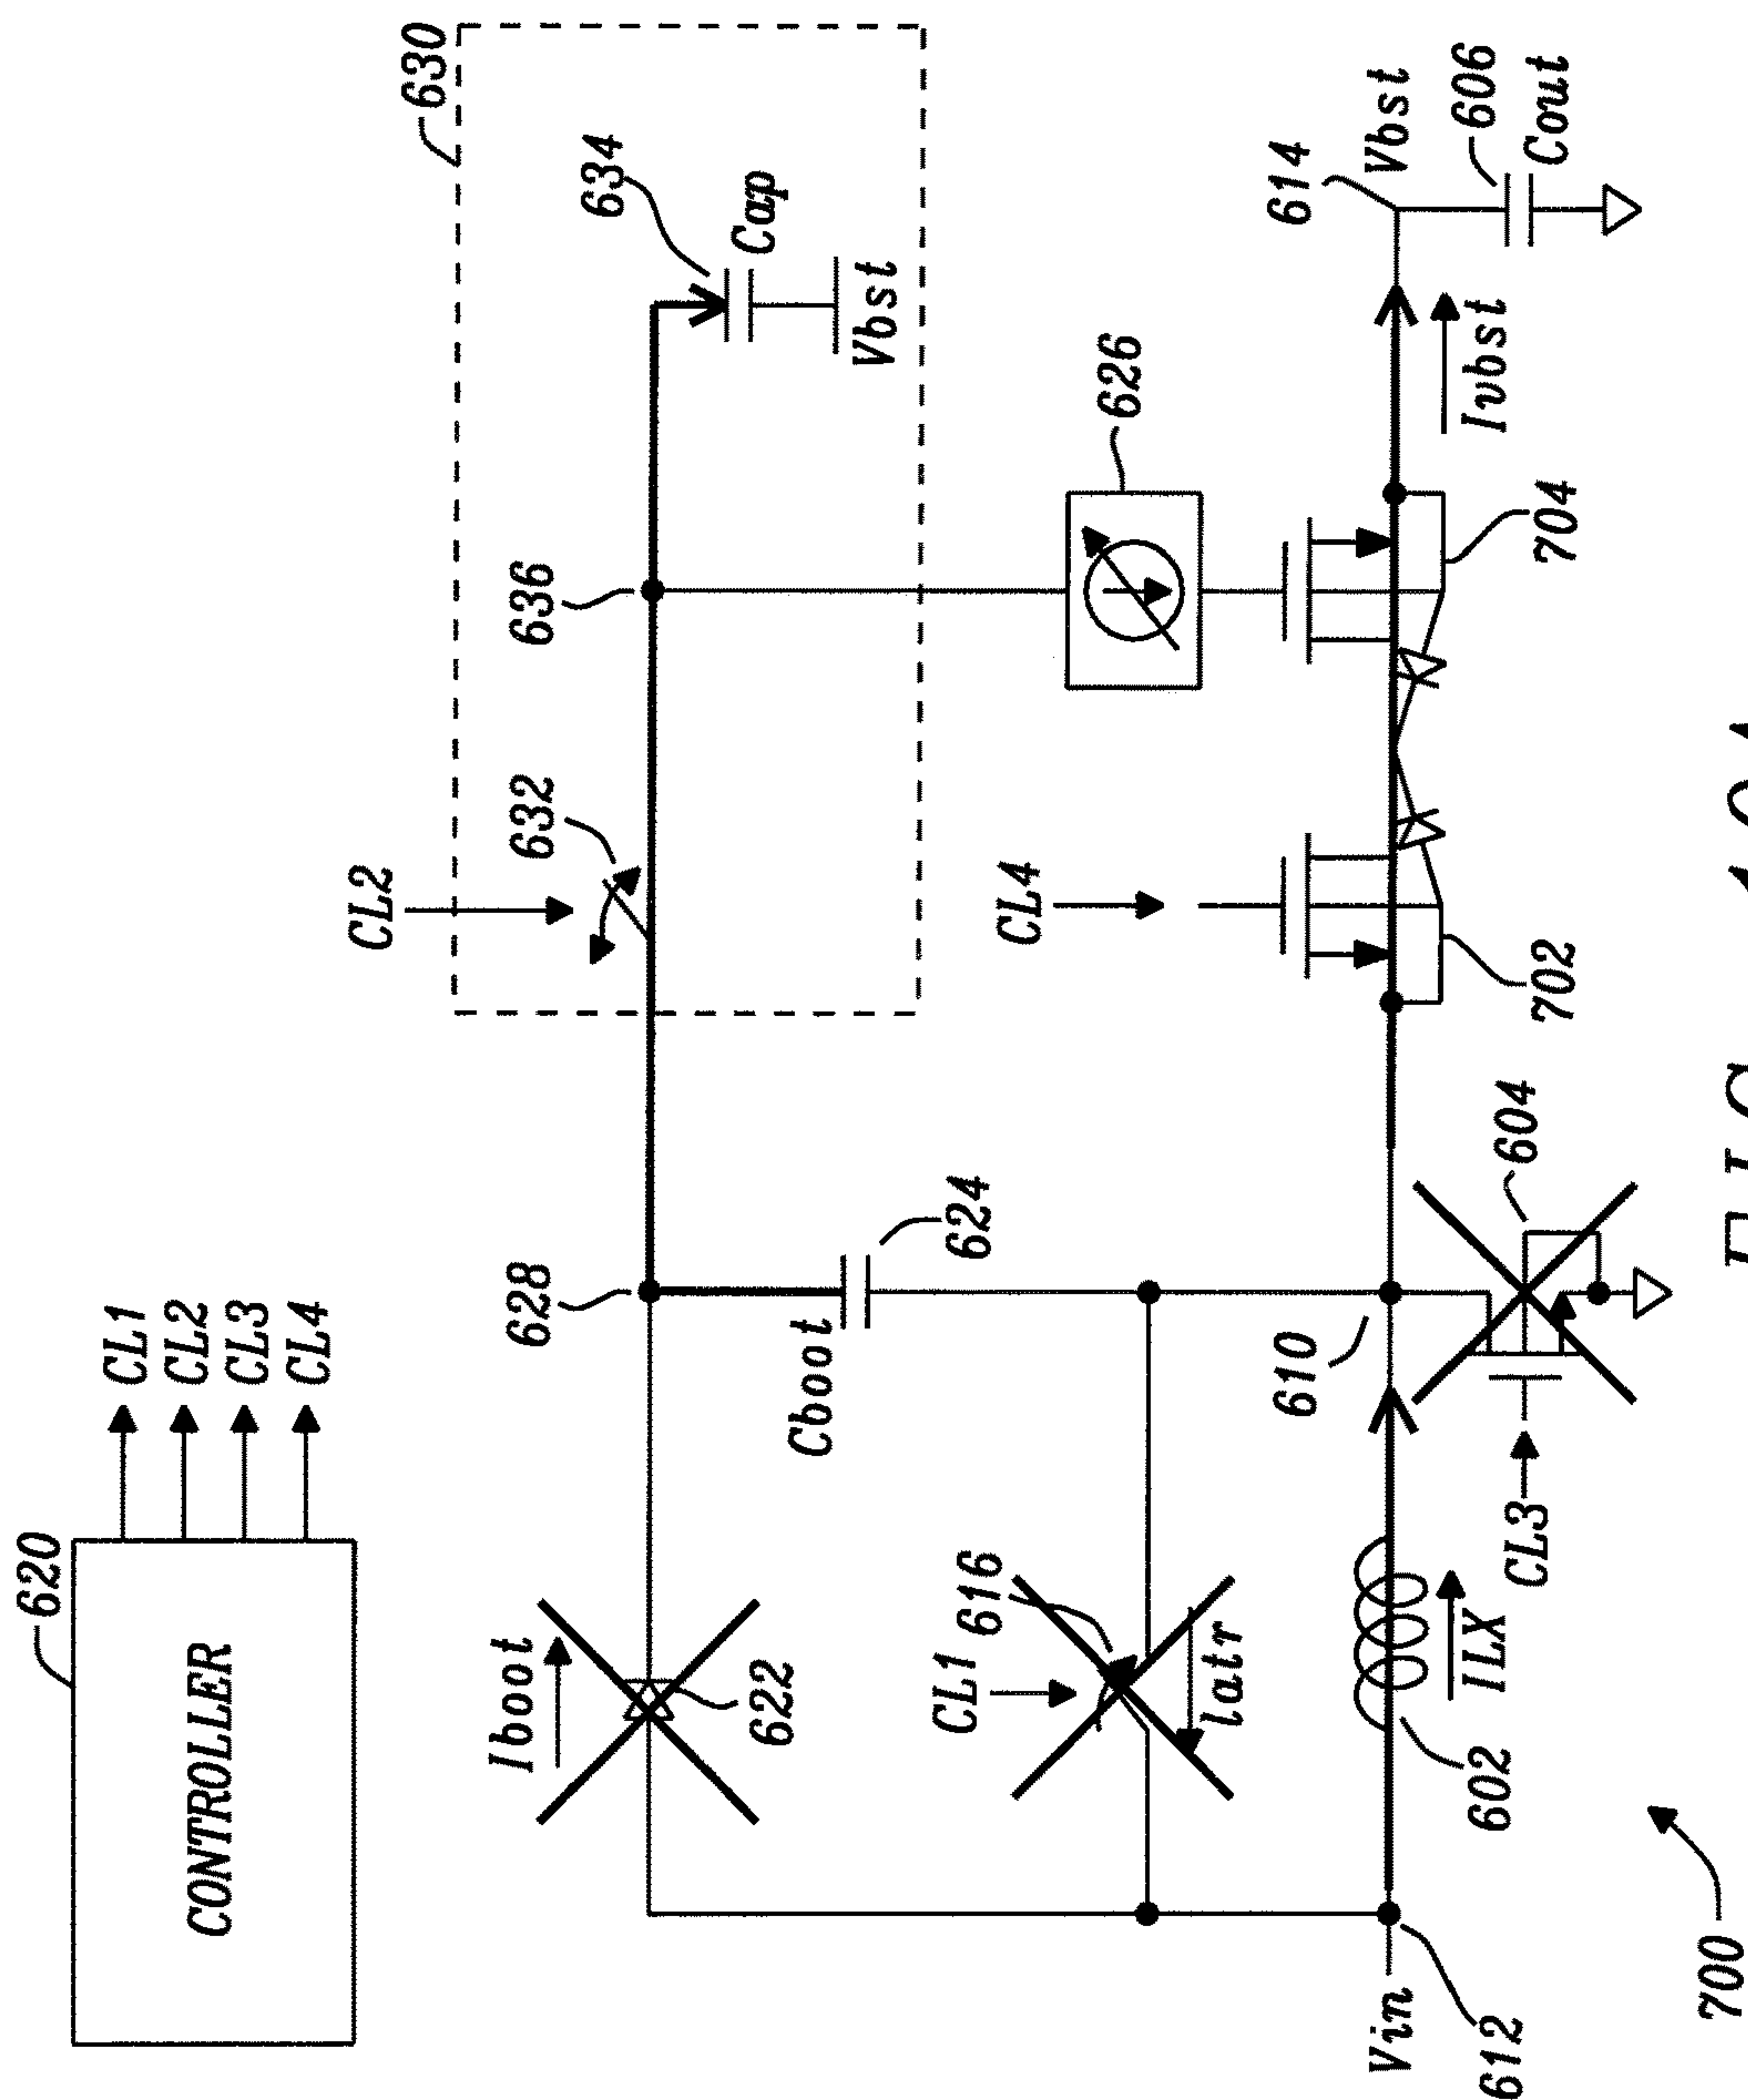 620
CONTROLLER
CL1
CL2
CL3
CL4
630
CL2
632
636
634
Cap
Vbst
628
Iboot
622
Cboot
624
626
CL4
CL1
616
latr
610
614
Vbst
606
Cout
Ivbst
704
702
604
CL3
ILX
602
Vin
612
700